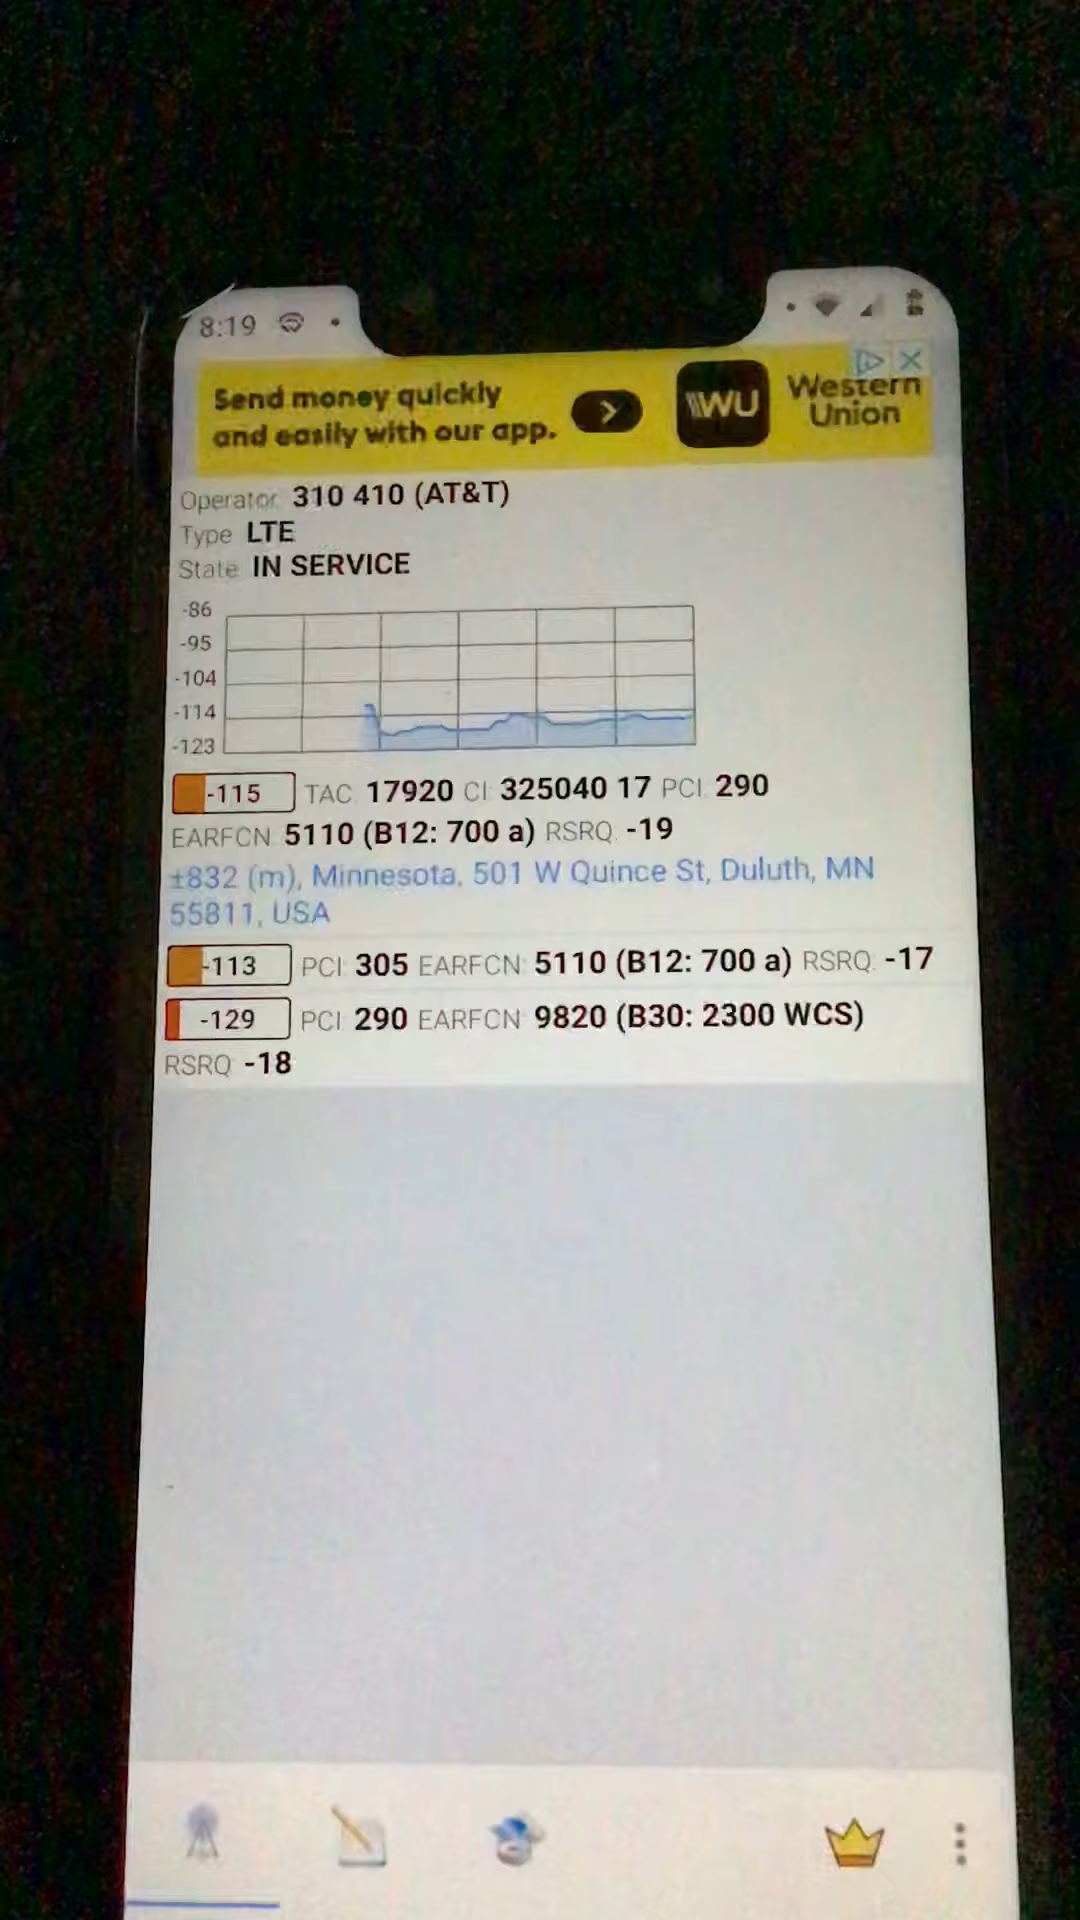 8:19
Send money quickly
and easily with our app.
WU
Western
Union
Operator 310 410 (AT&T)
Type LTE
State IN SERVICE
-86
-95
-104
-114
-123
-115 TAC 17920 CI 325040 17 PCI 290
EARFCN 5110 (B12: 700 a) RSRQ -19
±832 (m), Minnesota, 501 W Quince St, Duluth, MN
55811, USA
-113 PCI 305 EARFCN 5110 (B12: 700 a) RSRQ -17
-129 PCI 290 EARFCN 9820 (B30: 2300 WCS)
RSRQ -18